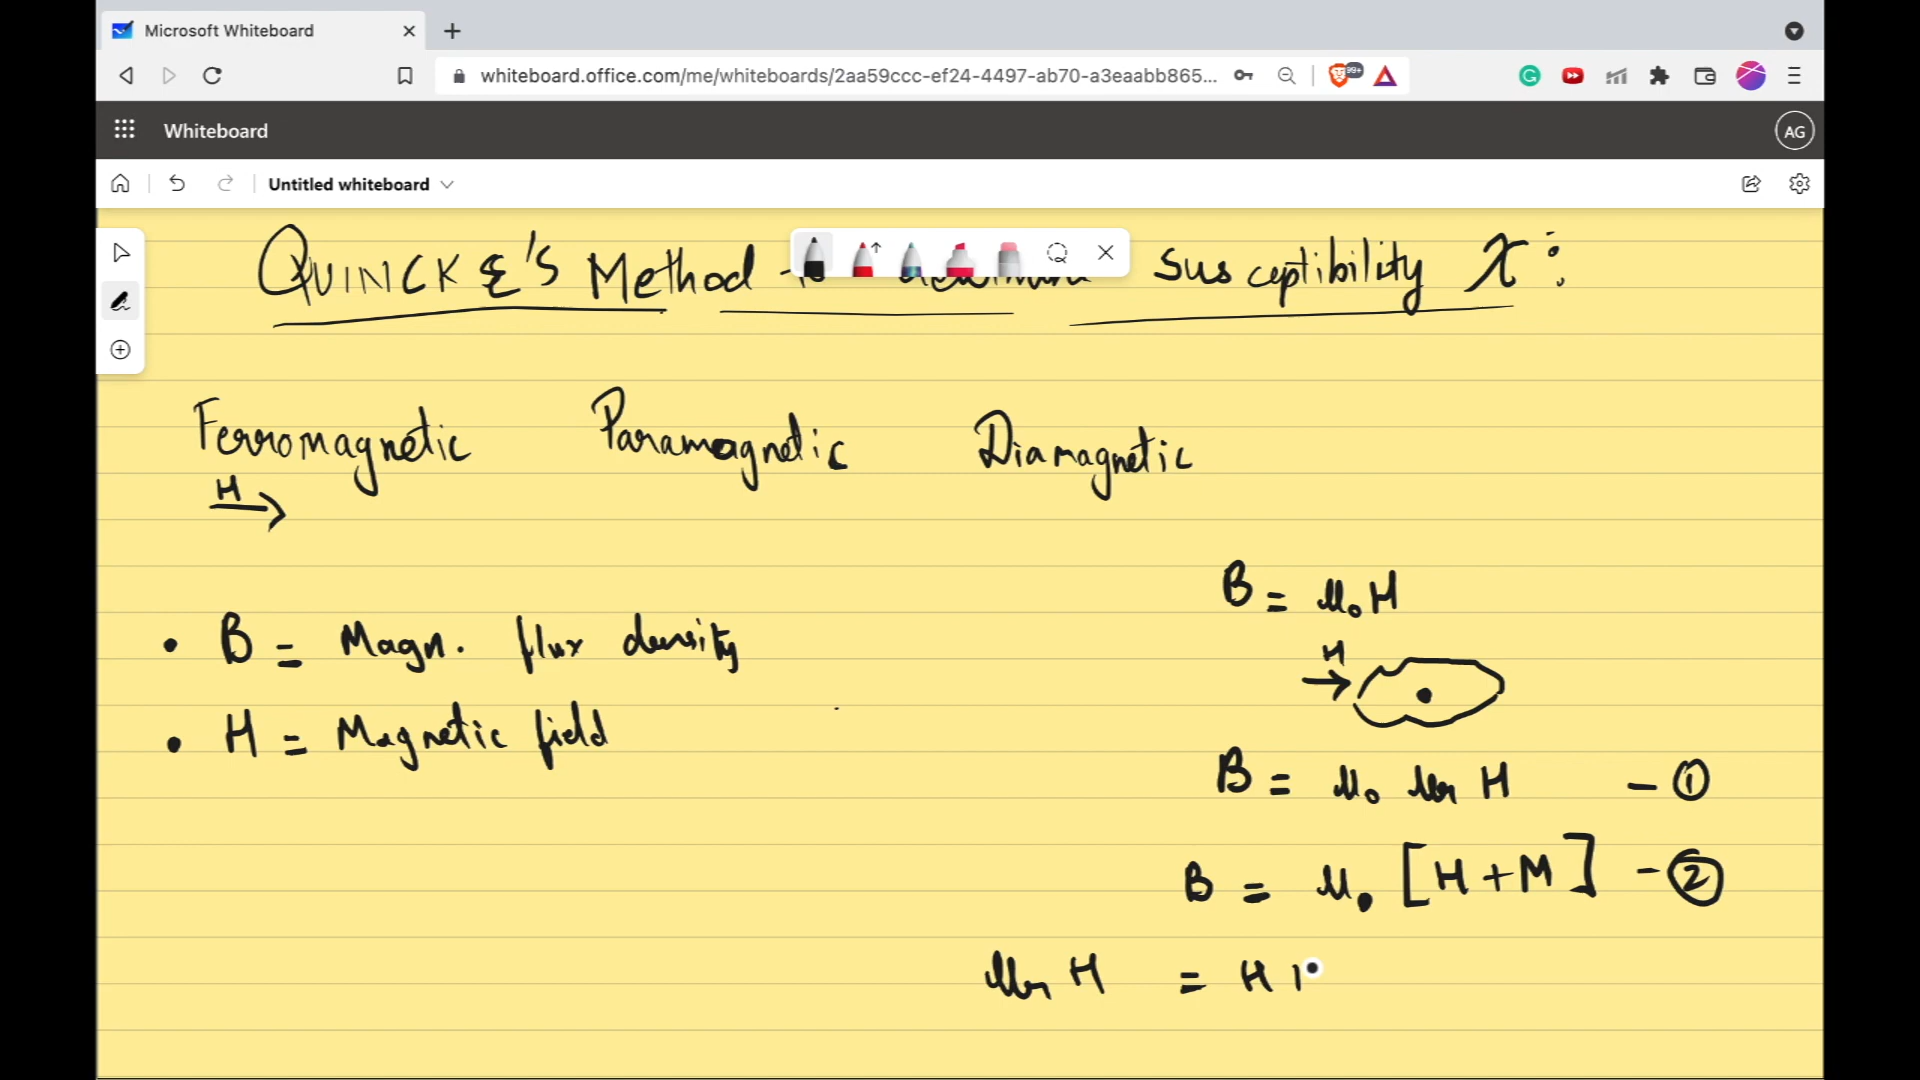 Microsoft Whiteboard
whiteboard.office.com/me/whiteboards/2aa59ccc-ef24-4497-ab70-a3eaabb865...
99+
Whiteboard
AG
Untitled whiteboard
QUINCKE'S Method susceptibility χ:
Ferromagnetic Paramagnetic Diamagnetic
H
B = μ₀H
• B = Magn. flux density
H
• H = Magnetic field
B = μ₀ μr H - ①
B = μ₀ [H+M] - ②
μr H = H